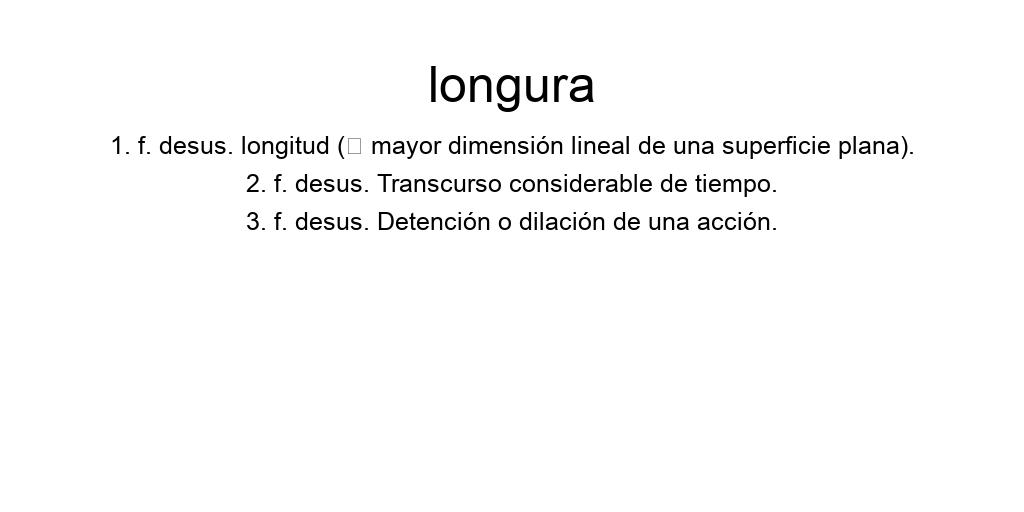 longura
1. f. desus. longitud (□ mayor dimensión lineal de una superficie plana).
2. f. desus. Transcurso considerable de tiempo.
3. f. desus. Detención o dilación de una acción.